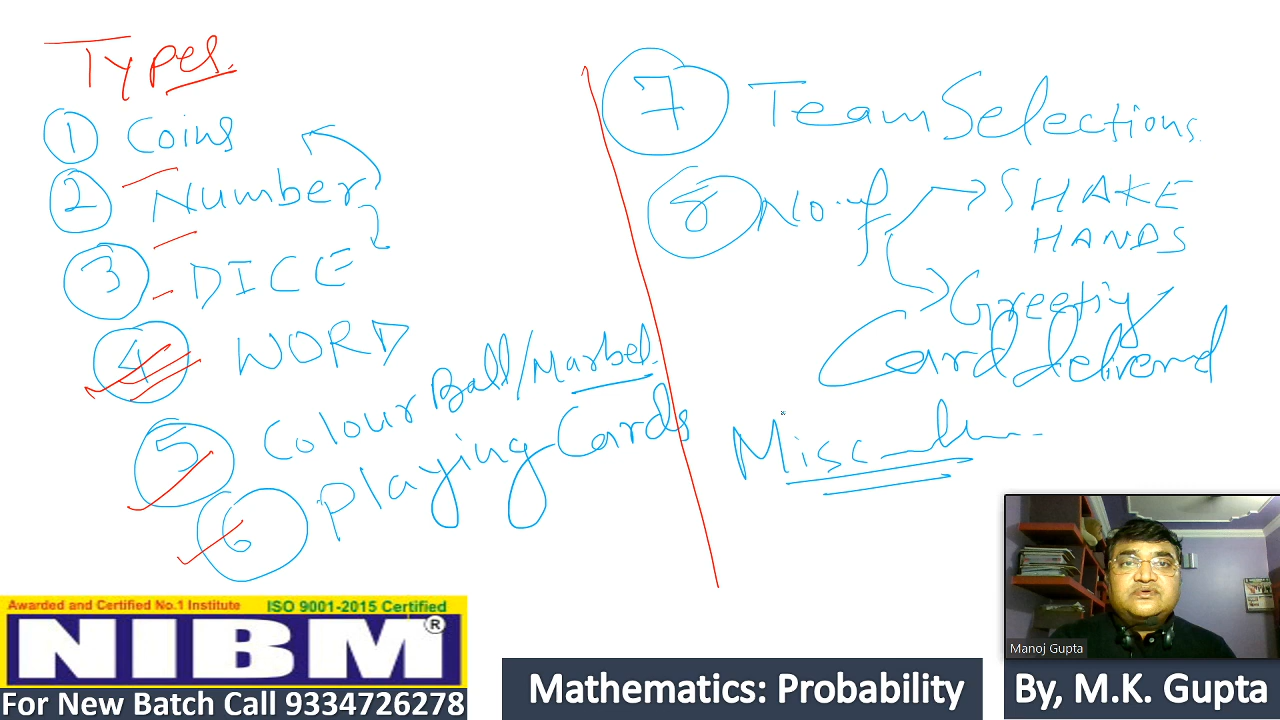 Types.
1 Coins
2 Number
3 DICE
4 WORD
5 Colour Ball/Marbel.
6 Playing Cards
7 Team Selections.
8 No. of SHAKE
HANDS
Greeting
Card delivered
Awarded and Certified No.1 Institute ISO 9001-2015 Certified
NIBM ®
For New Batch Call 9334726278
Mathematics: Probability
By, M.K. Gupta
Manoj Gupta